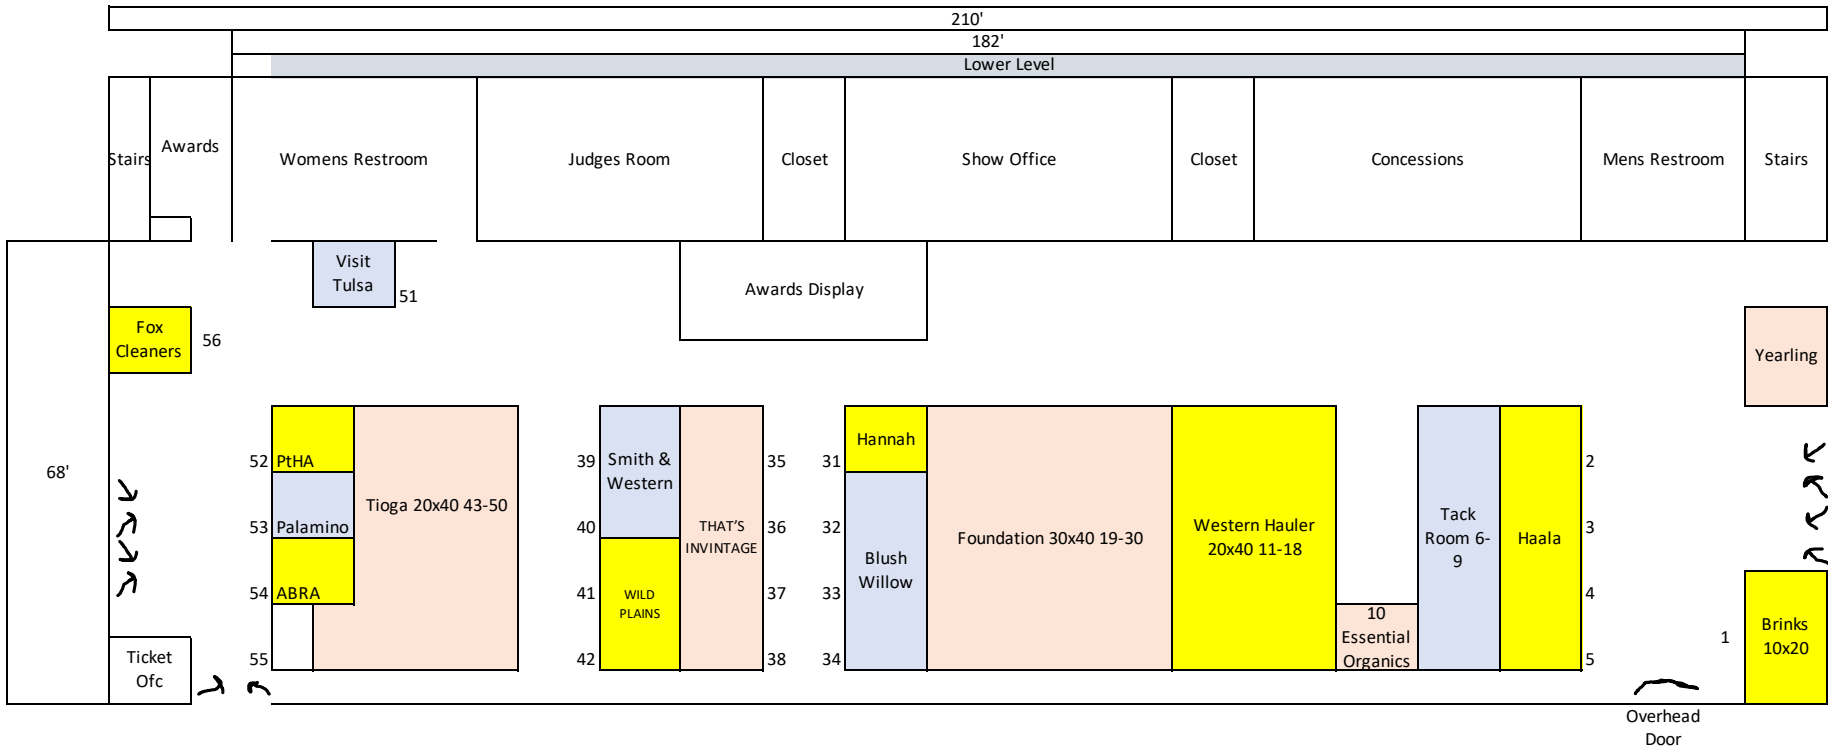 210'
182'
Lower Level
Stairs
Awards
Womens Restroom
Judges Room
Closet
Show Office
Closet
Concessions
Mens Restroom
Stairs
Visit
Tulsa
51
Awards Display
Fox
Cleaners
56
Yearling
68'
52
PtHA
53
Palamino
54
ABRA
55
Tioga 20x40 43-50
39
40
41
42
Smith &
Western
WILD
PLAINS
THAT'S
INVINTAGE
35
36
37
38
31
32
33
34
Hannah
Blush
Willow
Foundation 30x40 19-30
Western Hauler
20x40 11-18
10
Essential
Organics
Tack
Room 6-
9
Haala
2
3
4
5
1
Brinks
10x20
Ticket
Ofc
Overhead
Door